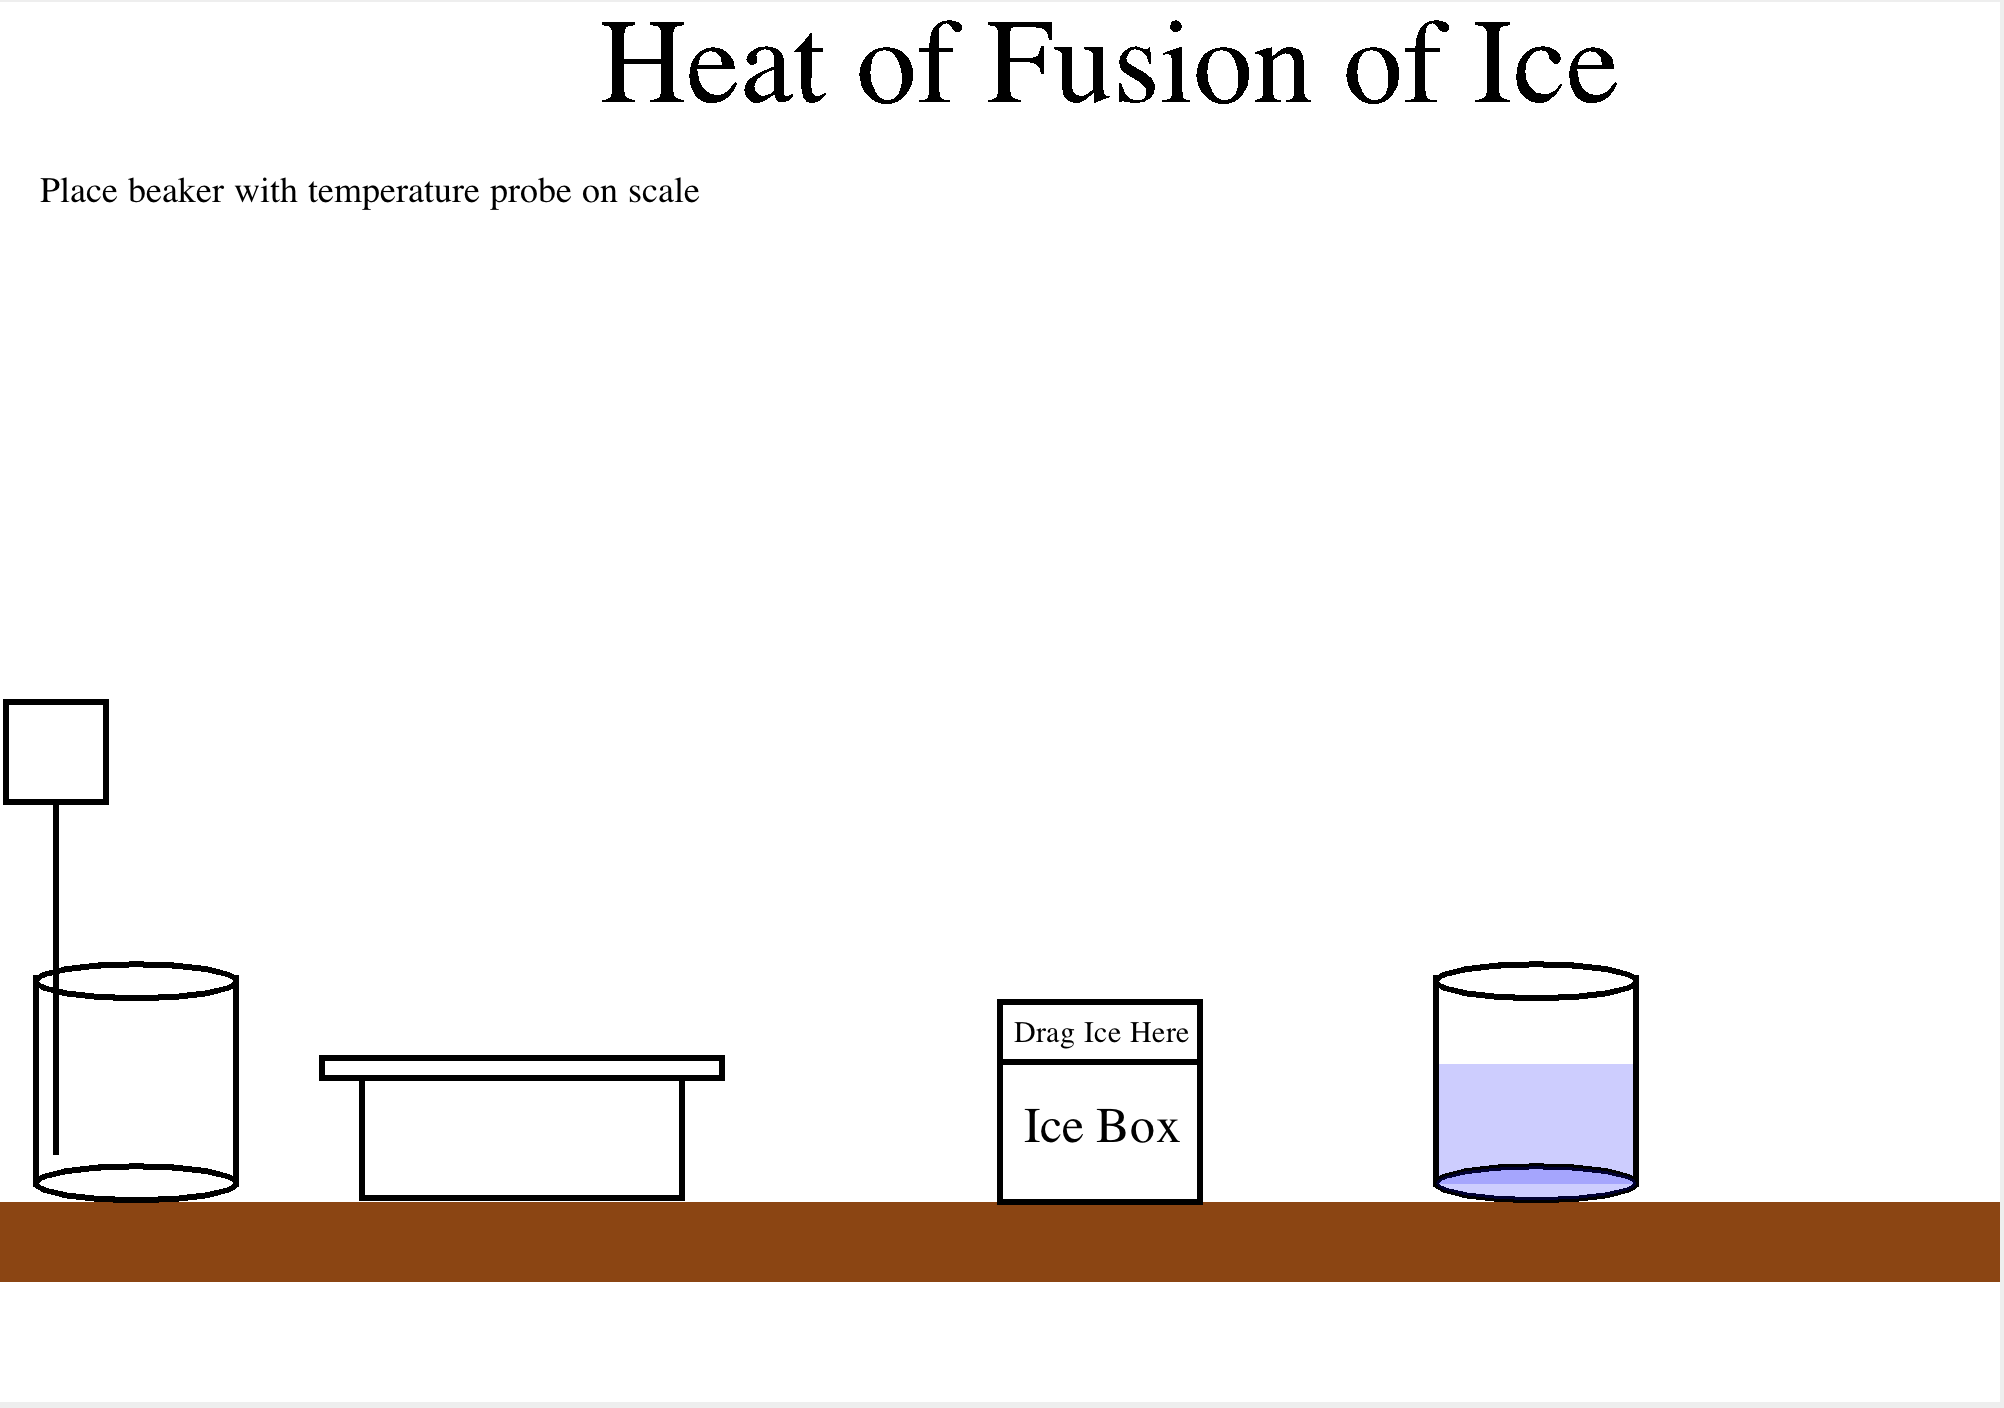 Heat of Fusion of Ice
Place beaker with temperature probe on scale
Drag Ice Here
Ice Box